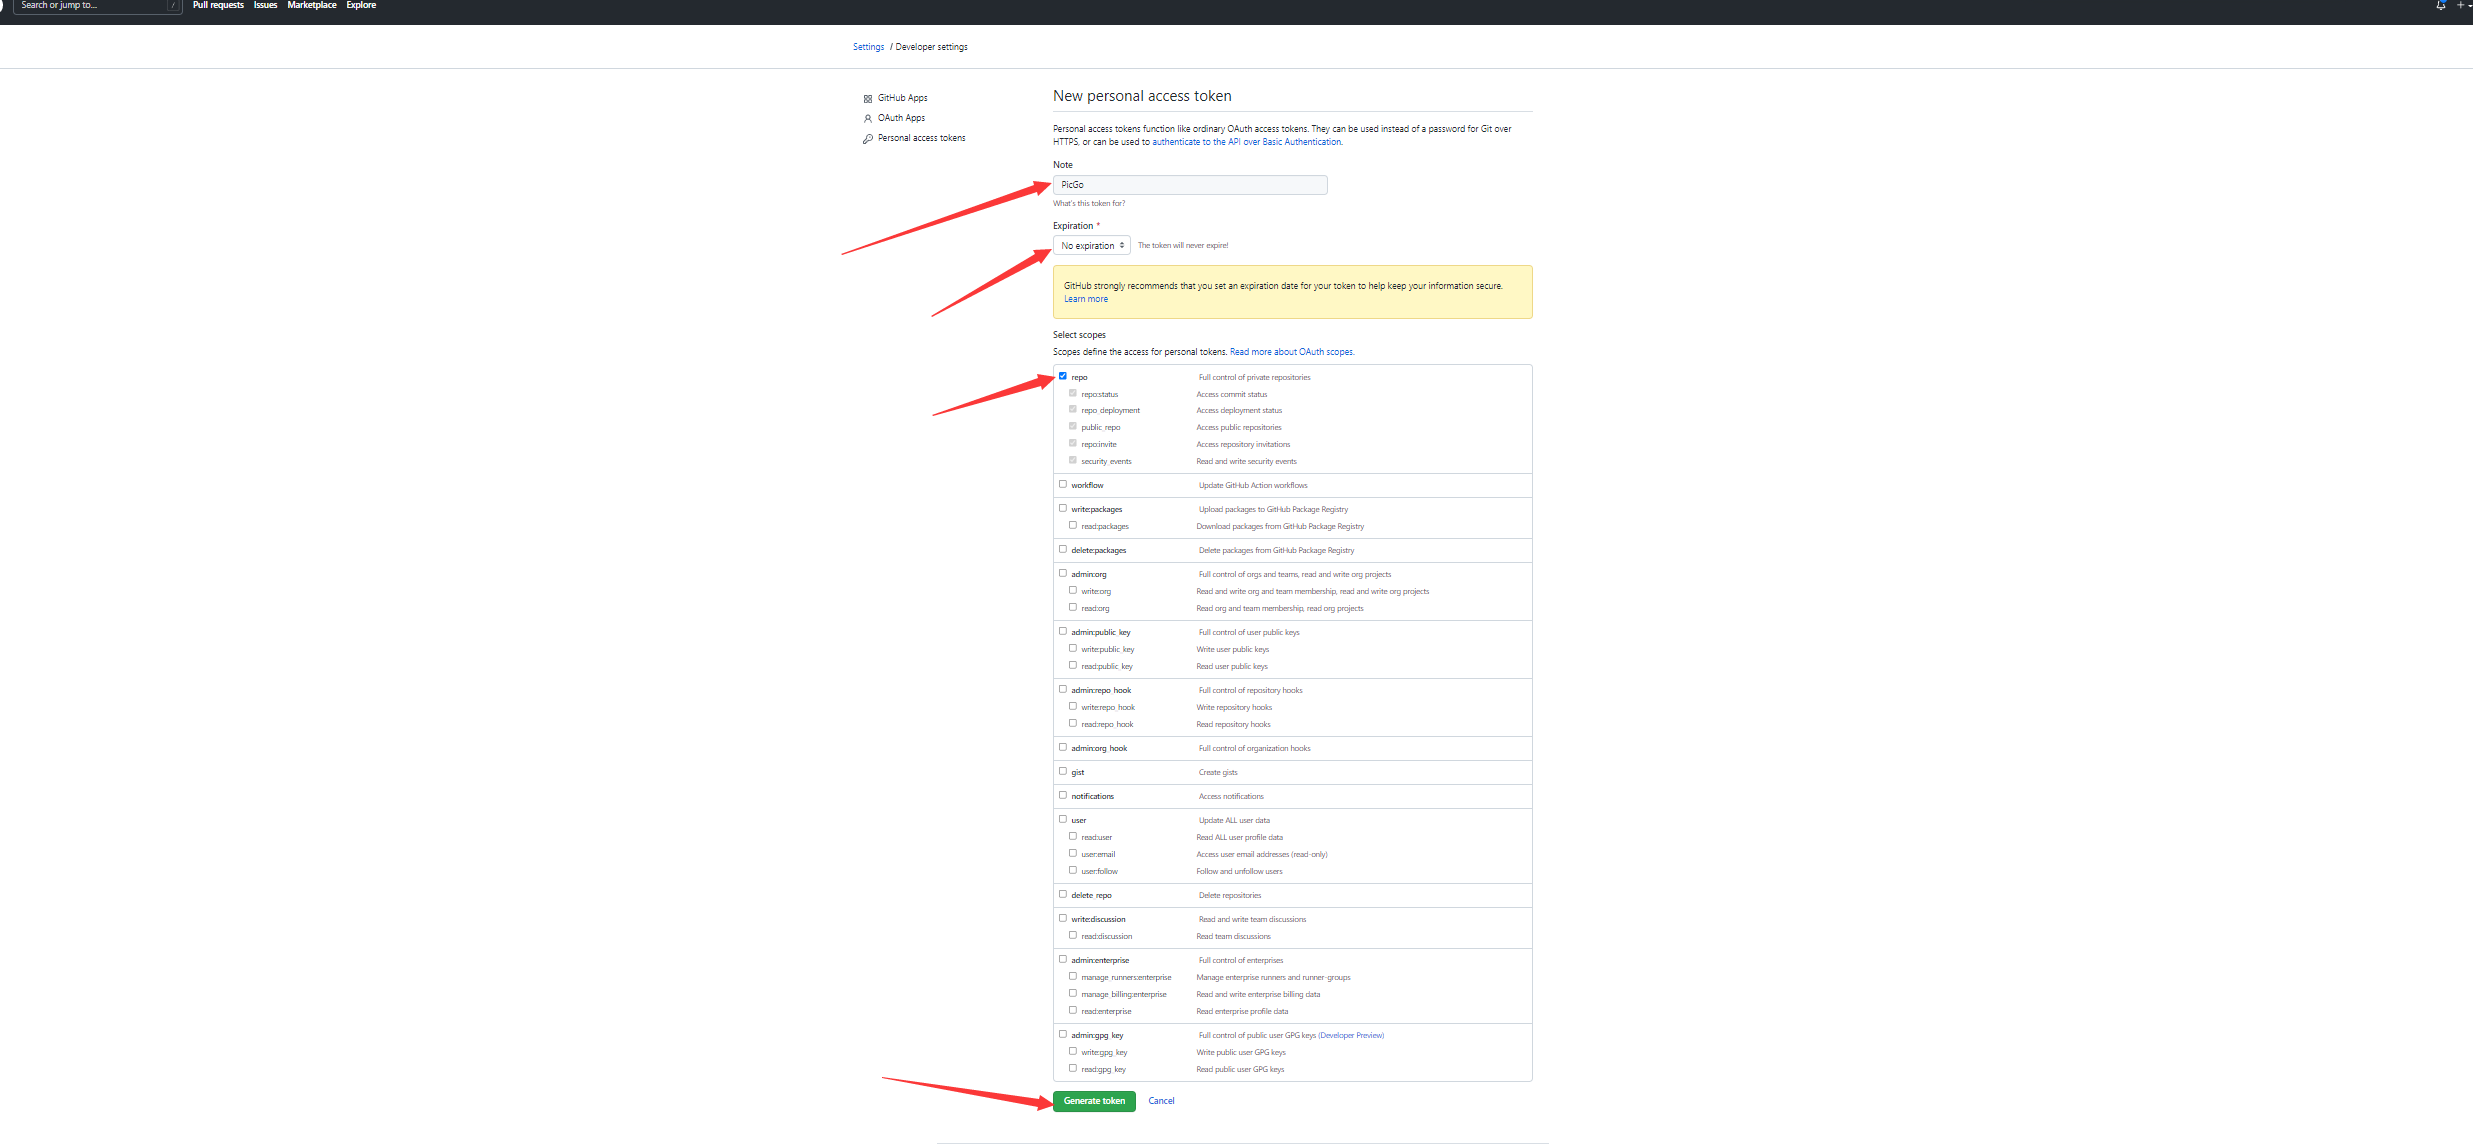 Search or jump to... /
Pull requests Issues Marketplace Explore
Settings / Developer settings
GitHub Apps
OAuth Apps
Personal access tokens
New personal access token
Personal access tokens function like ordinary OAuth access tokens. They can be used instead of a password for Git over
HTTPS, or can be used to authenticate to the API over Basic Authentication.
Note
PicGo
What's this token for?
Expiration *
No expiration The token will never expire!
GitHub strongly recommends that you set an expiration date for your token to help keep your information secure.
Learn more
Select scopes
Scopes define the access for personal tokens. Read more about OAuth scopes.
repo Full control of private repositories
repo:status Access commit status
repo_deployment Access deployment status
public_repo Access public repositories
repo:invite Access repository invitations
security_events Read and write security events
workflow Update GitHub Action workflows
write:packages Upload packages to GitHub Package Registry
read:packages Download packages from GitHub Package Registry
delete:packages Delete packages from GitHub Package Registry
admin:org Full control of orgs and teams, read and write org projects
write:org Read and write org and team membership, read and write org projects
read:org Read org and team membership, read org projects
admin:public_key Full control of user public keys
write:public_key Write user public keys
read:public_key Read user public keys
admin:repo_hook Full control of repository hooks
write:repo_hook Write repository hooks
read:repo_hook Read repository hooks
admin:org_hook Full control of organization hooks
gist Create gists
notifications Access notifications
user Update ALL user data
read:user Read ALL user profile data
user:email Access user email addresses (read-only)
user:follow Follow and unfollow users
delete_repo Delete repositories
write:discussion Read and write team discussions
read:discussion Read team discussions
admin:enterprise Full control of enterprises
manage_runners:enterprise Manage enterprise runners and runner-groups
manage_billing:enterprise Read and write enterprise billing data
read:enterprise Read enterprise profile data
admin:gpg_key Full control of public user GPG keys (Developer Preview)
write:gpg_key Write public user GPG keys
read:gpg_key Read public user GPG keys
Generate token Cancel